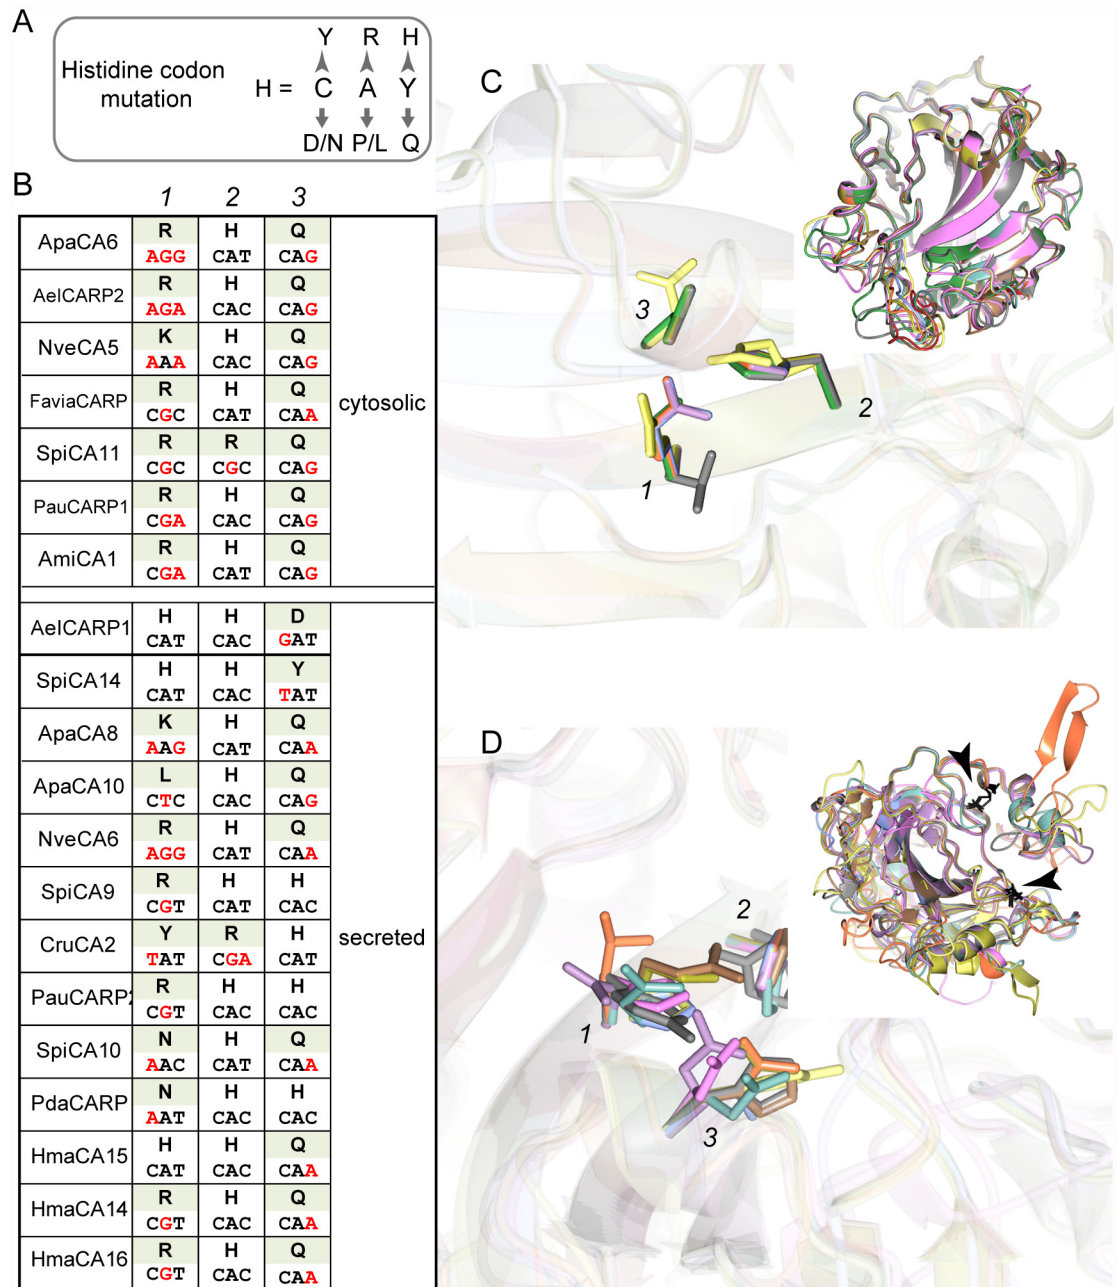 A
Histidine codon
mutation
Y R H
H = C A Y
D/N P/L Q
B
1 2 3
ApaCA6
R H Q
AGG CAT CAG
AelCARP2
R H Q
AGA CAC CAG
NveCA5
K H Q
AAA CAC CAG
FaviaCARP
R H Q
CGC CAT CAA
SpiCA11
R R Q
CGC CGC CAG
PauCARP1
R H Q
CGA CAC CAG
AmiCA1
R H Q
CGA CAT CAG
cytosolic
AelCARP1
H H D
CAT CAC GAT
SpiCA14
H H Y
CAT CAC TAT
ApaCA8
K H Q
AAG CAT CAA
ApaCA10
L H Q
CTC CAC CAG
NveCA6
R H Q
AGG CAT CAA
SpiCA9
R H H
CGT CAT CAC
CruCA2
Y R H
TAT CGA CAT
PauCARP2
R H H
CGT CAC CAC
SpiCA10
N H Q
AAC CAT CAA
PdaCARP
N H H
AAT CAC CAC
HmaCA15
H H Q
CAT CAC CAA
HmaCA14
R H Q
CGT CAC CAA
HmaCA16
R H Q
CGT CAC CAA
secreted
C
3
2
1
D
2
1
3